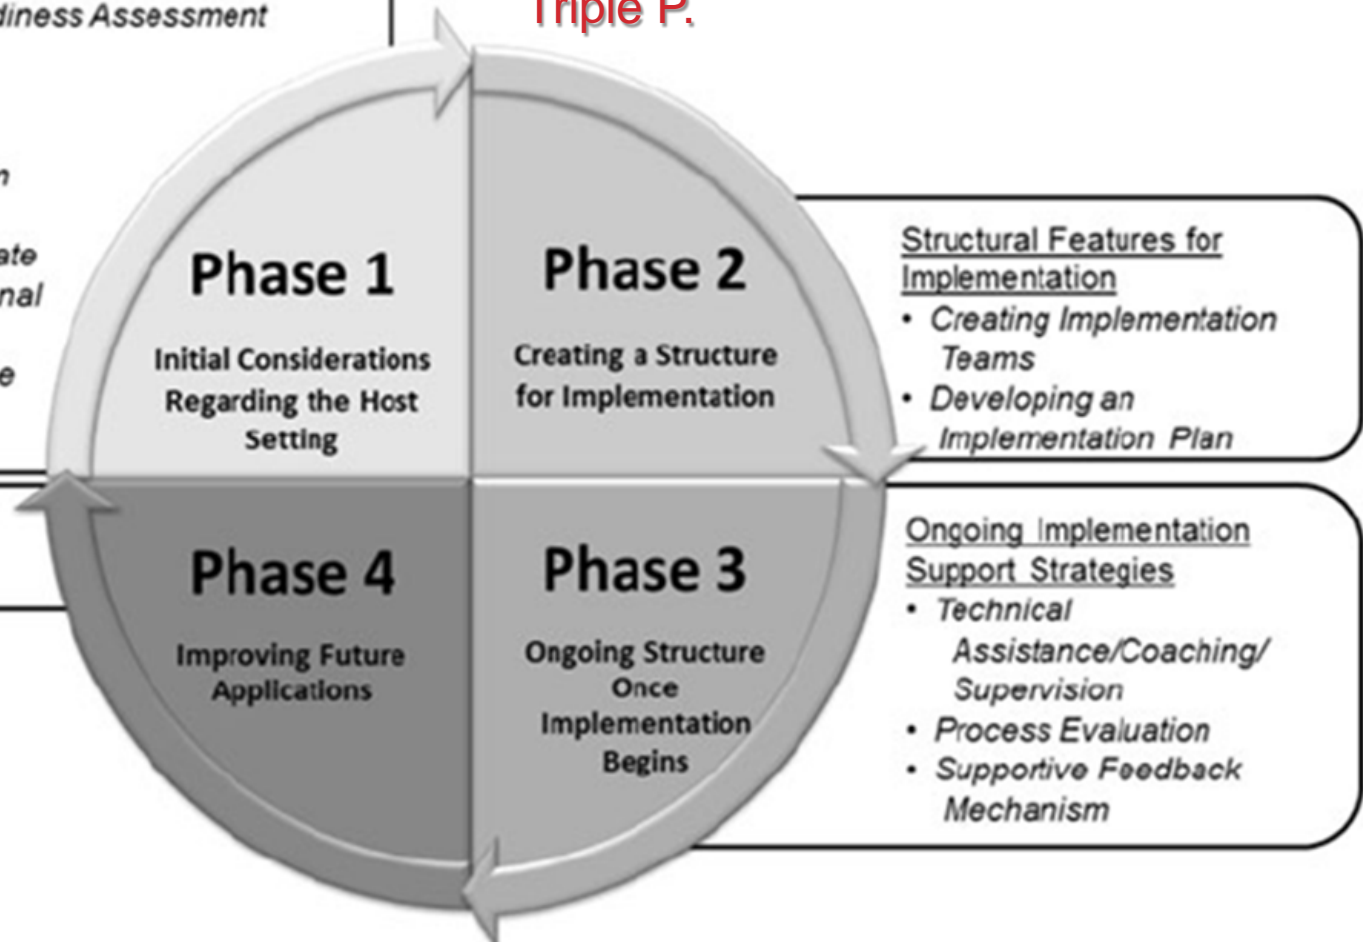 diness Assessment
Triple P.
n
ate
nal
e
Phase 1
Initial Considerations
Regarding the Host
Setting
Phase 2
Creating a Structure
for Implementation
Structural Features for
Implementation
• Creating Implementation
Teams
• Developing an
Implementation Plan
Phase 4
Improving Future
Applications
Phase 3
Ongoing Structure
Once
Implementation
Begins
Ongoing Implementation
Support Strategies
• Technical
Assistance/Coaching/
Supervision
• Process Evaluation
• Supportive Feedback
Mechanism